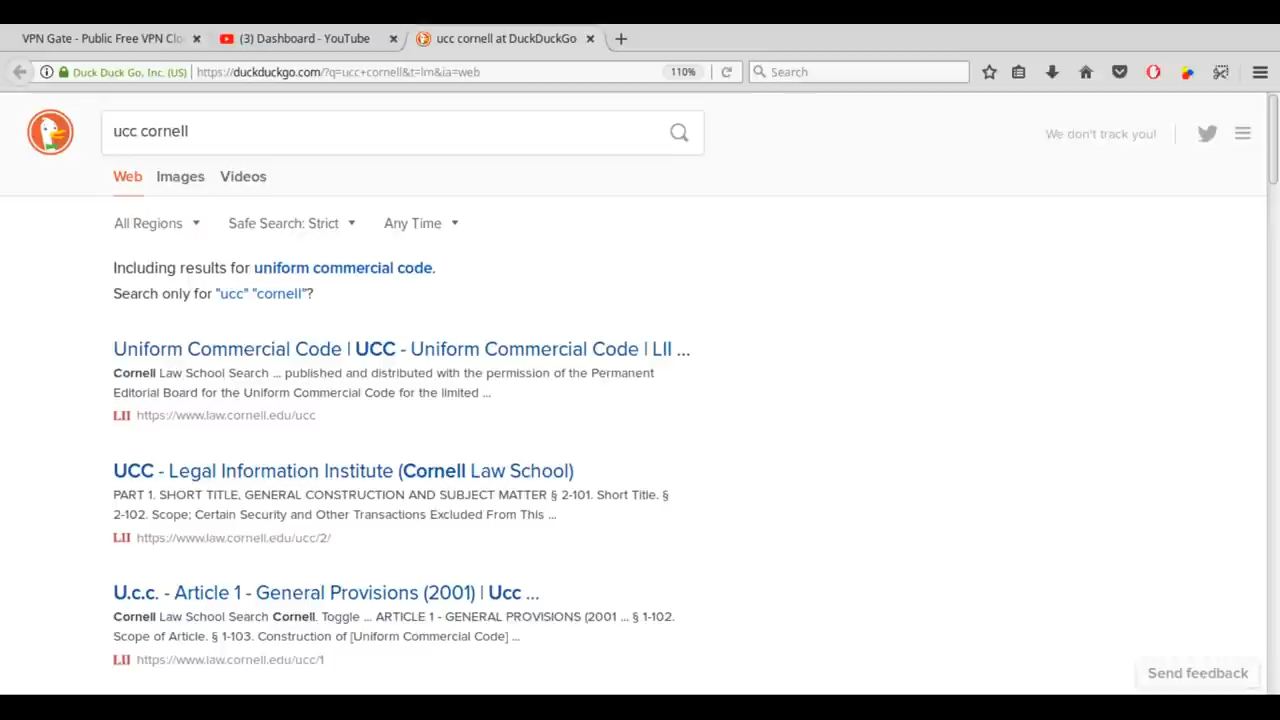 VPN Gate - Public Free VPN Clo
(3) Dashboard - YouTube
ucc cornell at DuckDuckGo
Duck Duck Go, Inc. (US)
https://duckduckgo.com/?q=ucc+cornell&t=lm&ia=web
110%
Search
ucc cornell
We don't track you!
Web Images Videos
All Regions Safe Search: Strict Any Time
Including results for uniform commercial code.
Search only for "ucc" "cornell"?
Uniform Commercial Code | UCC - Uniform Commercial Code | LII ...
Cornell Law School Search ... published and distributed with the permission of the Permanent
Editorial Board for the Uniform Commercial Code for the limited ...
LII https://www.law.cornell.edu/ucc
UCC - Legal Information Institute (Cornell Law School)
PART 1. SHORT TITLE, GENERAL CONSTRUCTION AND SUBJECT MATTER § 2-101. Short Title. §
2-102. Scope; Certain Security and Other Transactions Excluded From This ...
LII https://www.law.cornell.edu/ucc/2/
U.c.c. - Article 1 - General Provisions (2001) | Ucc ...
Cornell Law School Search Cornell. Toggle ... ARTICLE 1 - GENERAL PROVISIONS (2001 ... § 1-102.
Scope of Article. § 1-103. Construction of [Uniform Commercial Code] ...
LII https://www.law.cornell.edu/ucc/1
Send feedback